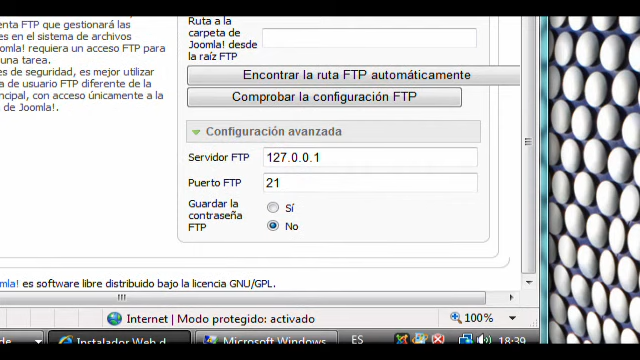 enta FTP que gestionará las
es en el sistema de archivos
Joomla! requiera un acceso FTP para
una tarea.
es de seguridad, es mejor utilizar
a de usuario FTP diferente de la
ncipal, con acceso únicamente a la
de Joomla!.
Ruta a la
carpeta de
Joomla! desde
la raíz FTP
Encontrar la ruta FTP automáticamente
Comprobar la configuración FTP
Configuración avanzada
Servidor FTP 127.0.0.1
Puerto FTP 21
Guardar la
contraseña
FTP
Sí
No
mla! es software libre distribuido bajo la licencia GNU/GPL.
Internet | Modo protegido: activado 100%
de Instalador Web d Microsoft Windows ES 18:39